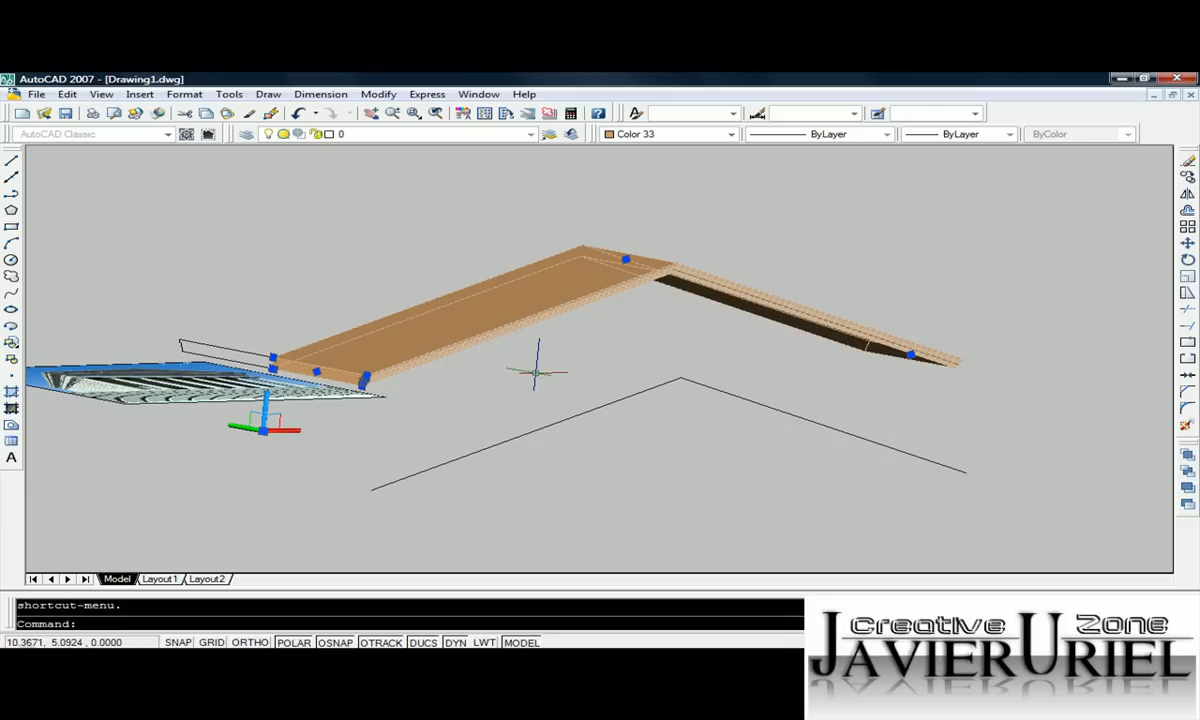 AutoCAD 2007 - [Drawing1.dwg]
File Edit View Insert Format Tools Draw Dimension Modify Express Window Help
AutoCAD Classic 0 Color 33 ByLayer ByLayer ByColor
A
Model Layout1 Layout2
shortcut-menu.
Command:
10.3671, 5.0924 , 0.0000 SNAP GRID ORTHO POLAR OSNAP OTRACK DUCS DYN LWT MODEL
Creative Zone
JAVIERURIEL